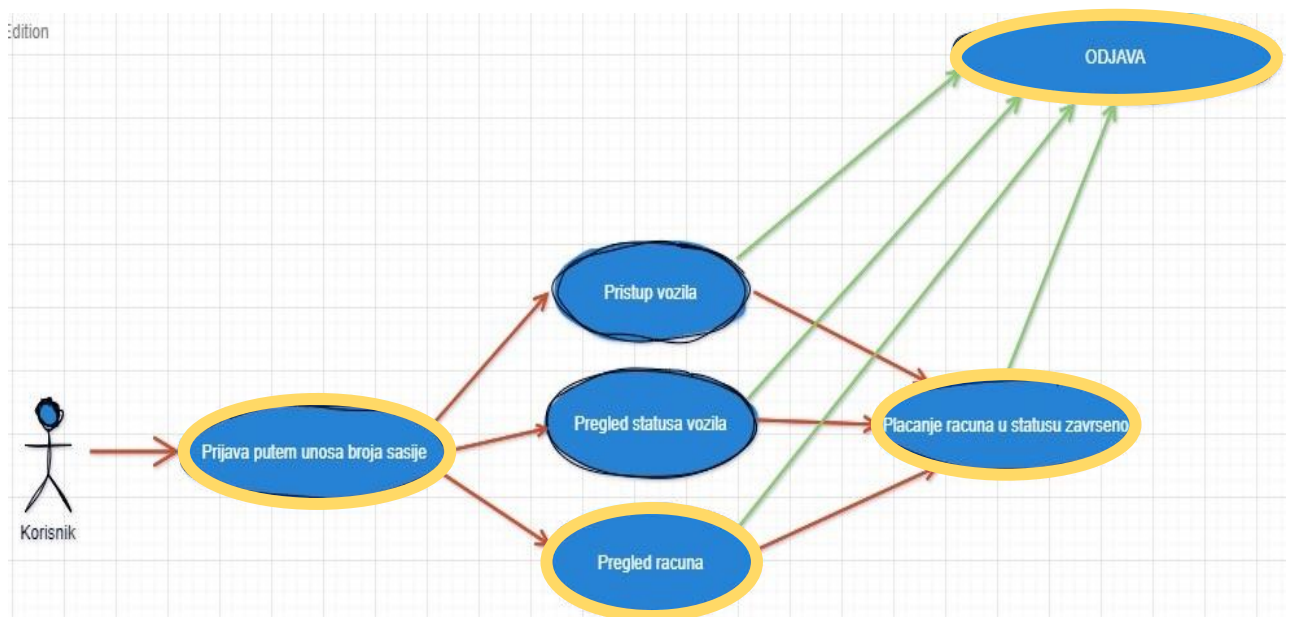 Edition
ODJAVA
Pristup vozila
Pregled statusa vozila
Placanje racuna u statusu zavrseno
Prijava putem unosa broja sasije
Korisnik
Pregled racuna